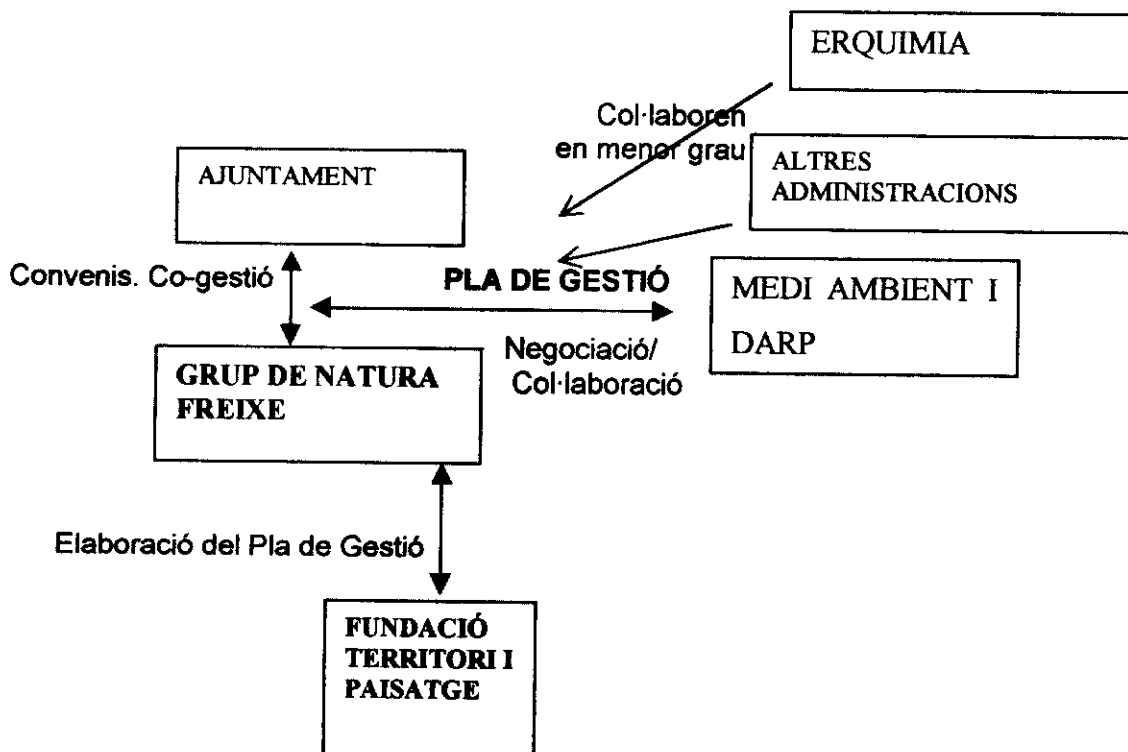 ERQUIMIA
Col·laboren
en menor grau
AJUNTAMENT
ALTRES
ADMINISTRACIONS
Convenis. Co-gestió
PLA DE GESTIÓ
MEDI AMBIENT I
DARP
Negociació/
Col·laboració
GRUP DE NATURA
FREIXE
Elaboració del Pla de Gestió
FUNDACIÓ
TERRITORI I
PAISATGE